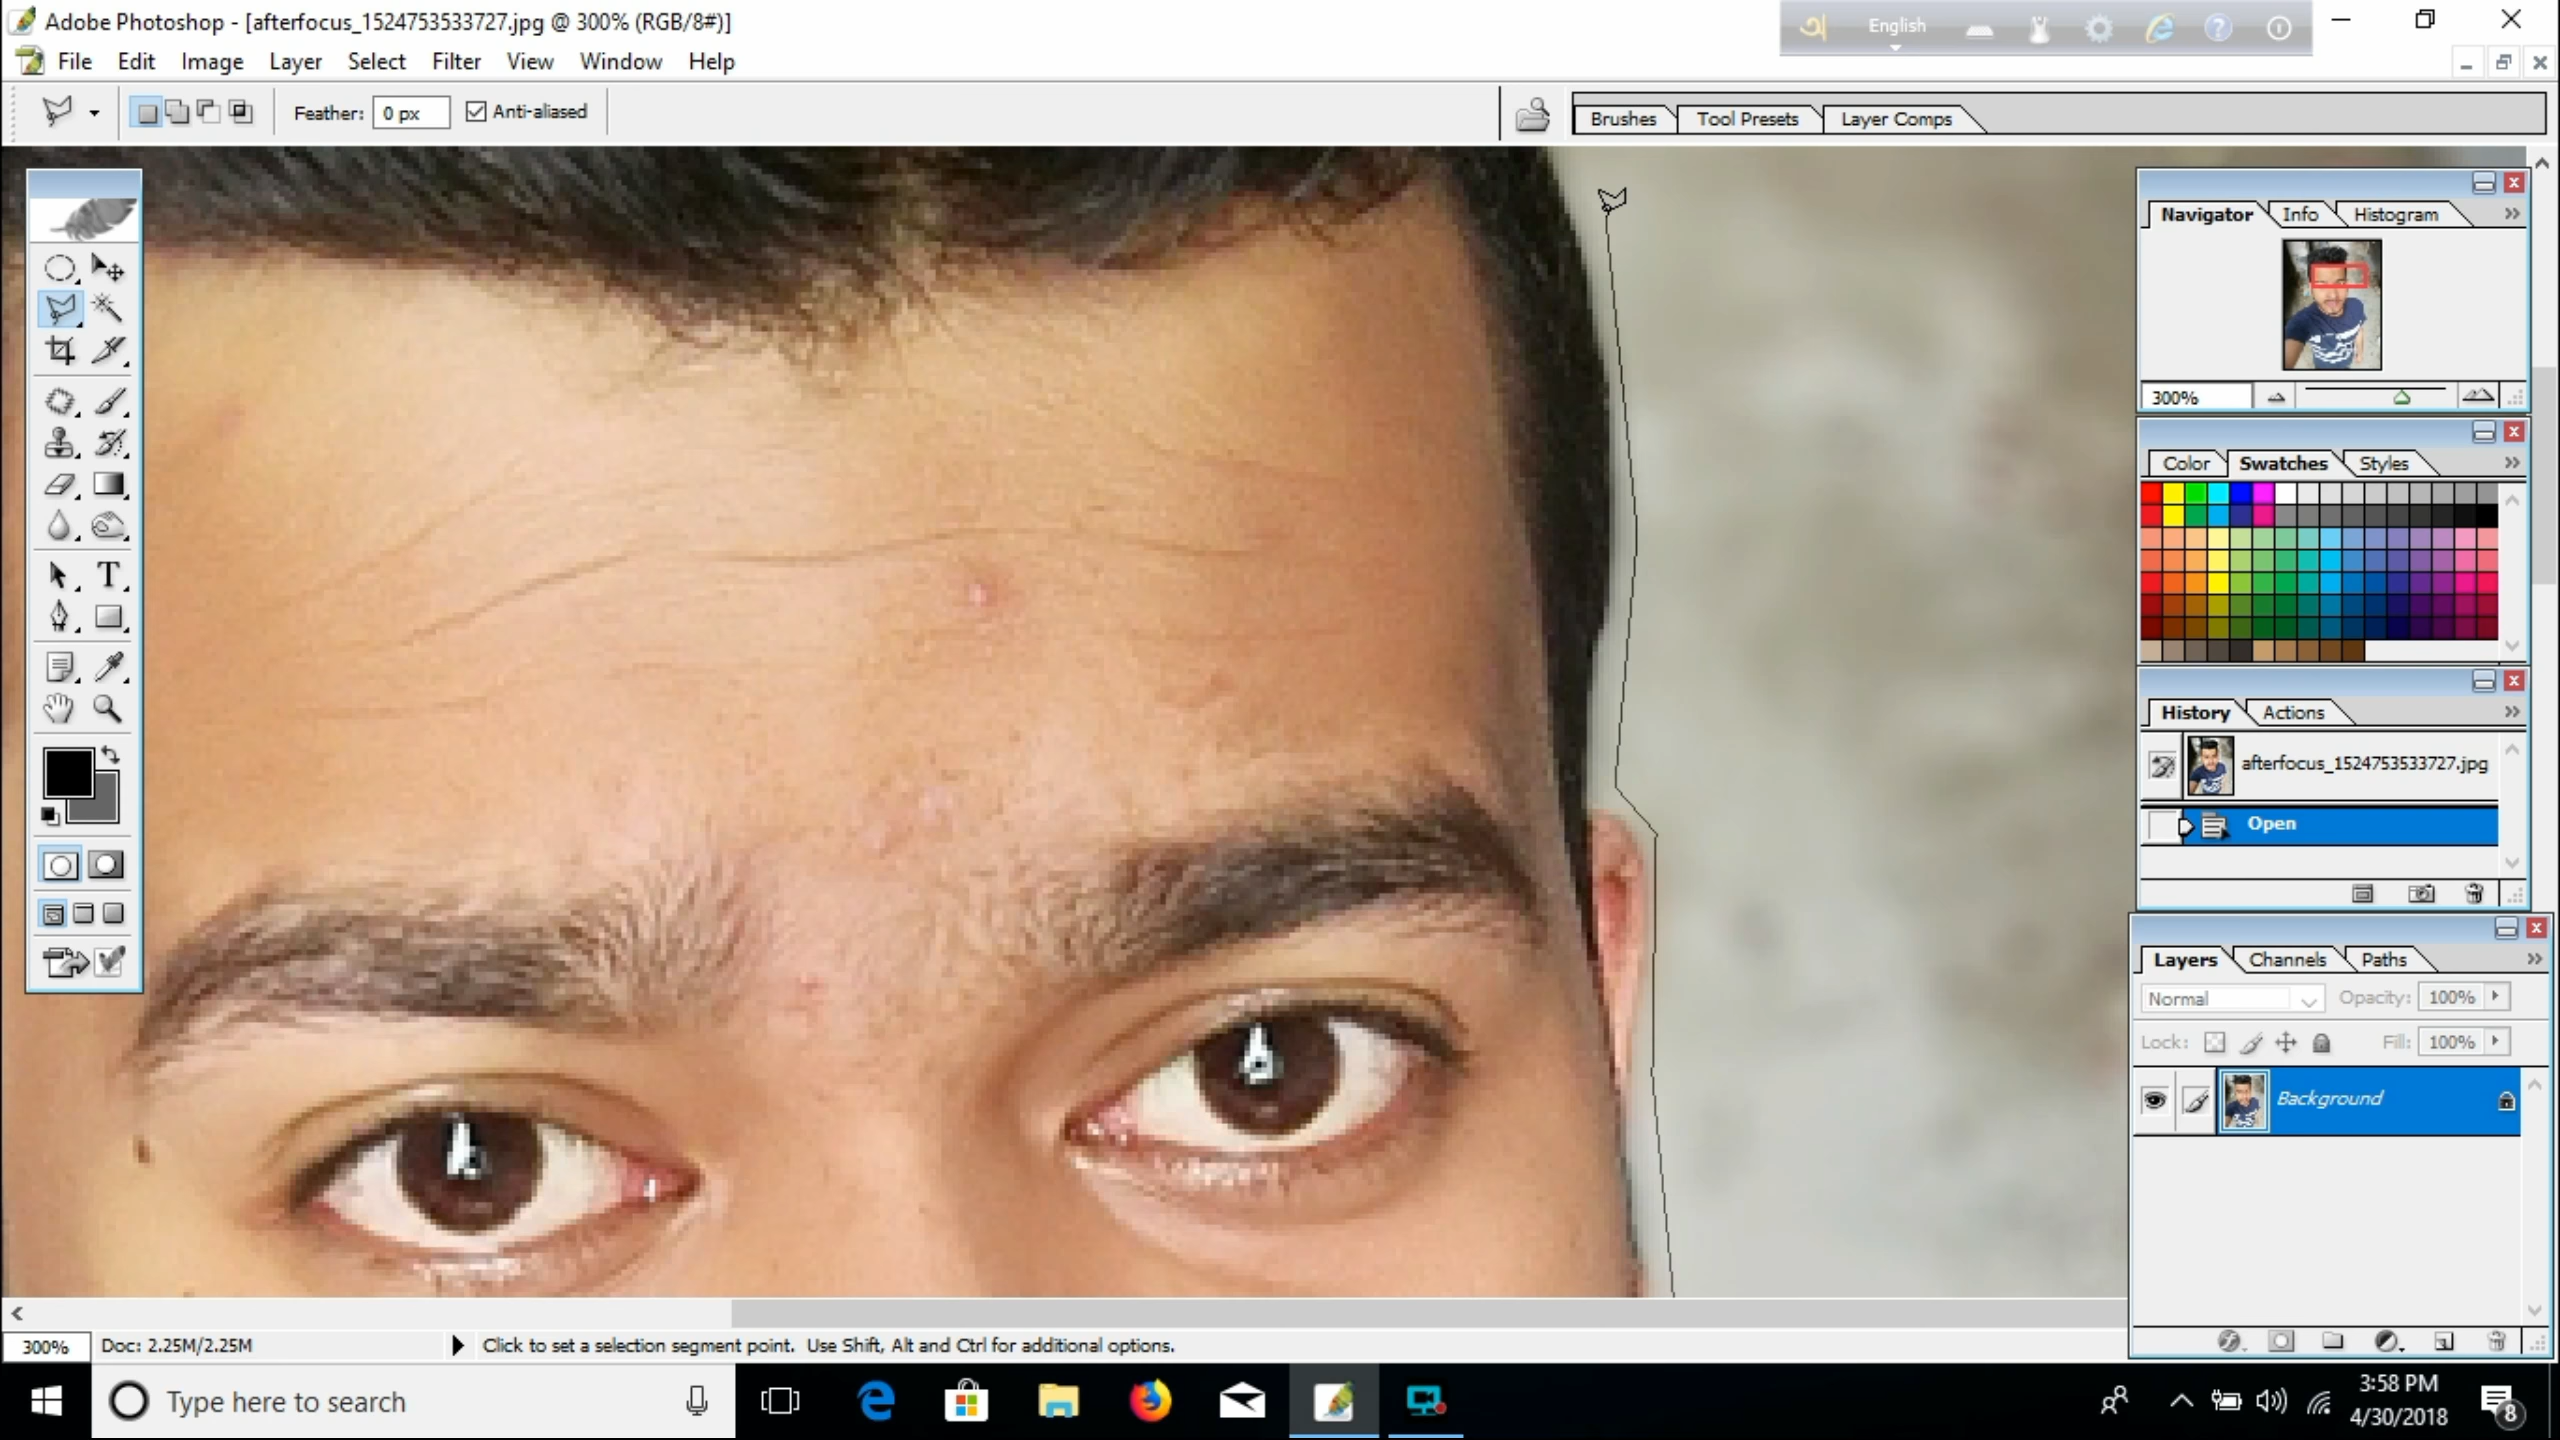 Adobe Photoshop - [afterfocus_1524753533727.jpg @ 300% (RGB/8#)]
English
File Edit Image Layer Select Filter View Window Help
Feather: 0 px Anti-aliased
Brushes Tool Presets Layer Comps
Navigator Info Histogram
300%
Color Swatches Styles
History Actions
afterfocus_1524753533727.jpg
Open
Layers Channels Paths
Normal Opacity: 100%
Lock: Fill: 100%
Background
300% Doc: 2.25M/2.25M Click to set a selection segment point. Use Shift, Alt and Ctrl for additional options.
Type here to search
3:58 PM
4/30/2018
8